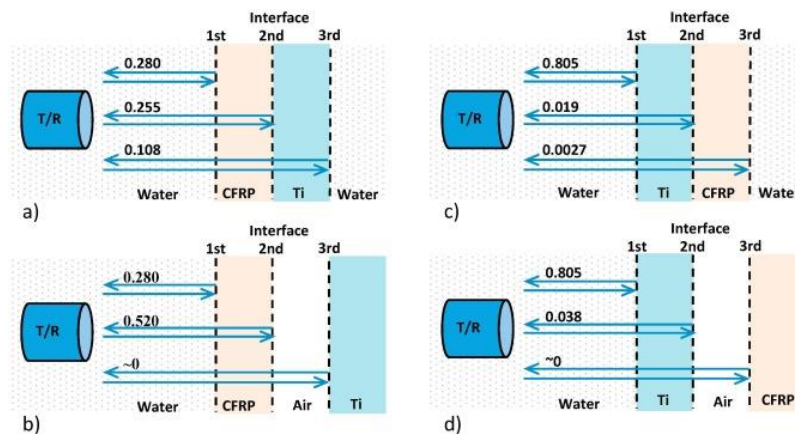 Interface
1st 2nd 3rd
0.280
T/R
0.255
0.108
Water CFRP Ti Water
a)
Interface
1st 2nd 3rd
0.805
T/R
0.019
0.0027
Water Ti CFRP Wate
c)
Interface
1st 2nd 3rd
0.280
T/R
0.520
~0
Water CFRP Air Ti
b)
Interface
1st 2nd 3rd
0.805
T/R
0.038
~0
Water Ti Air CFRP
d)